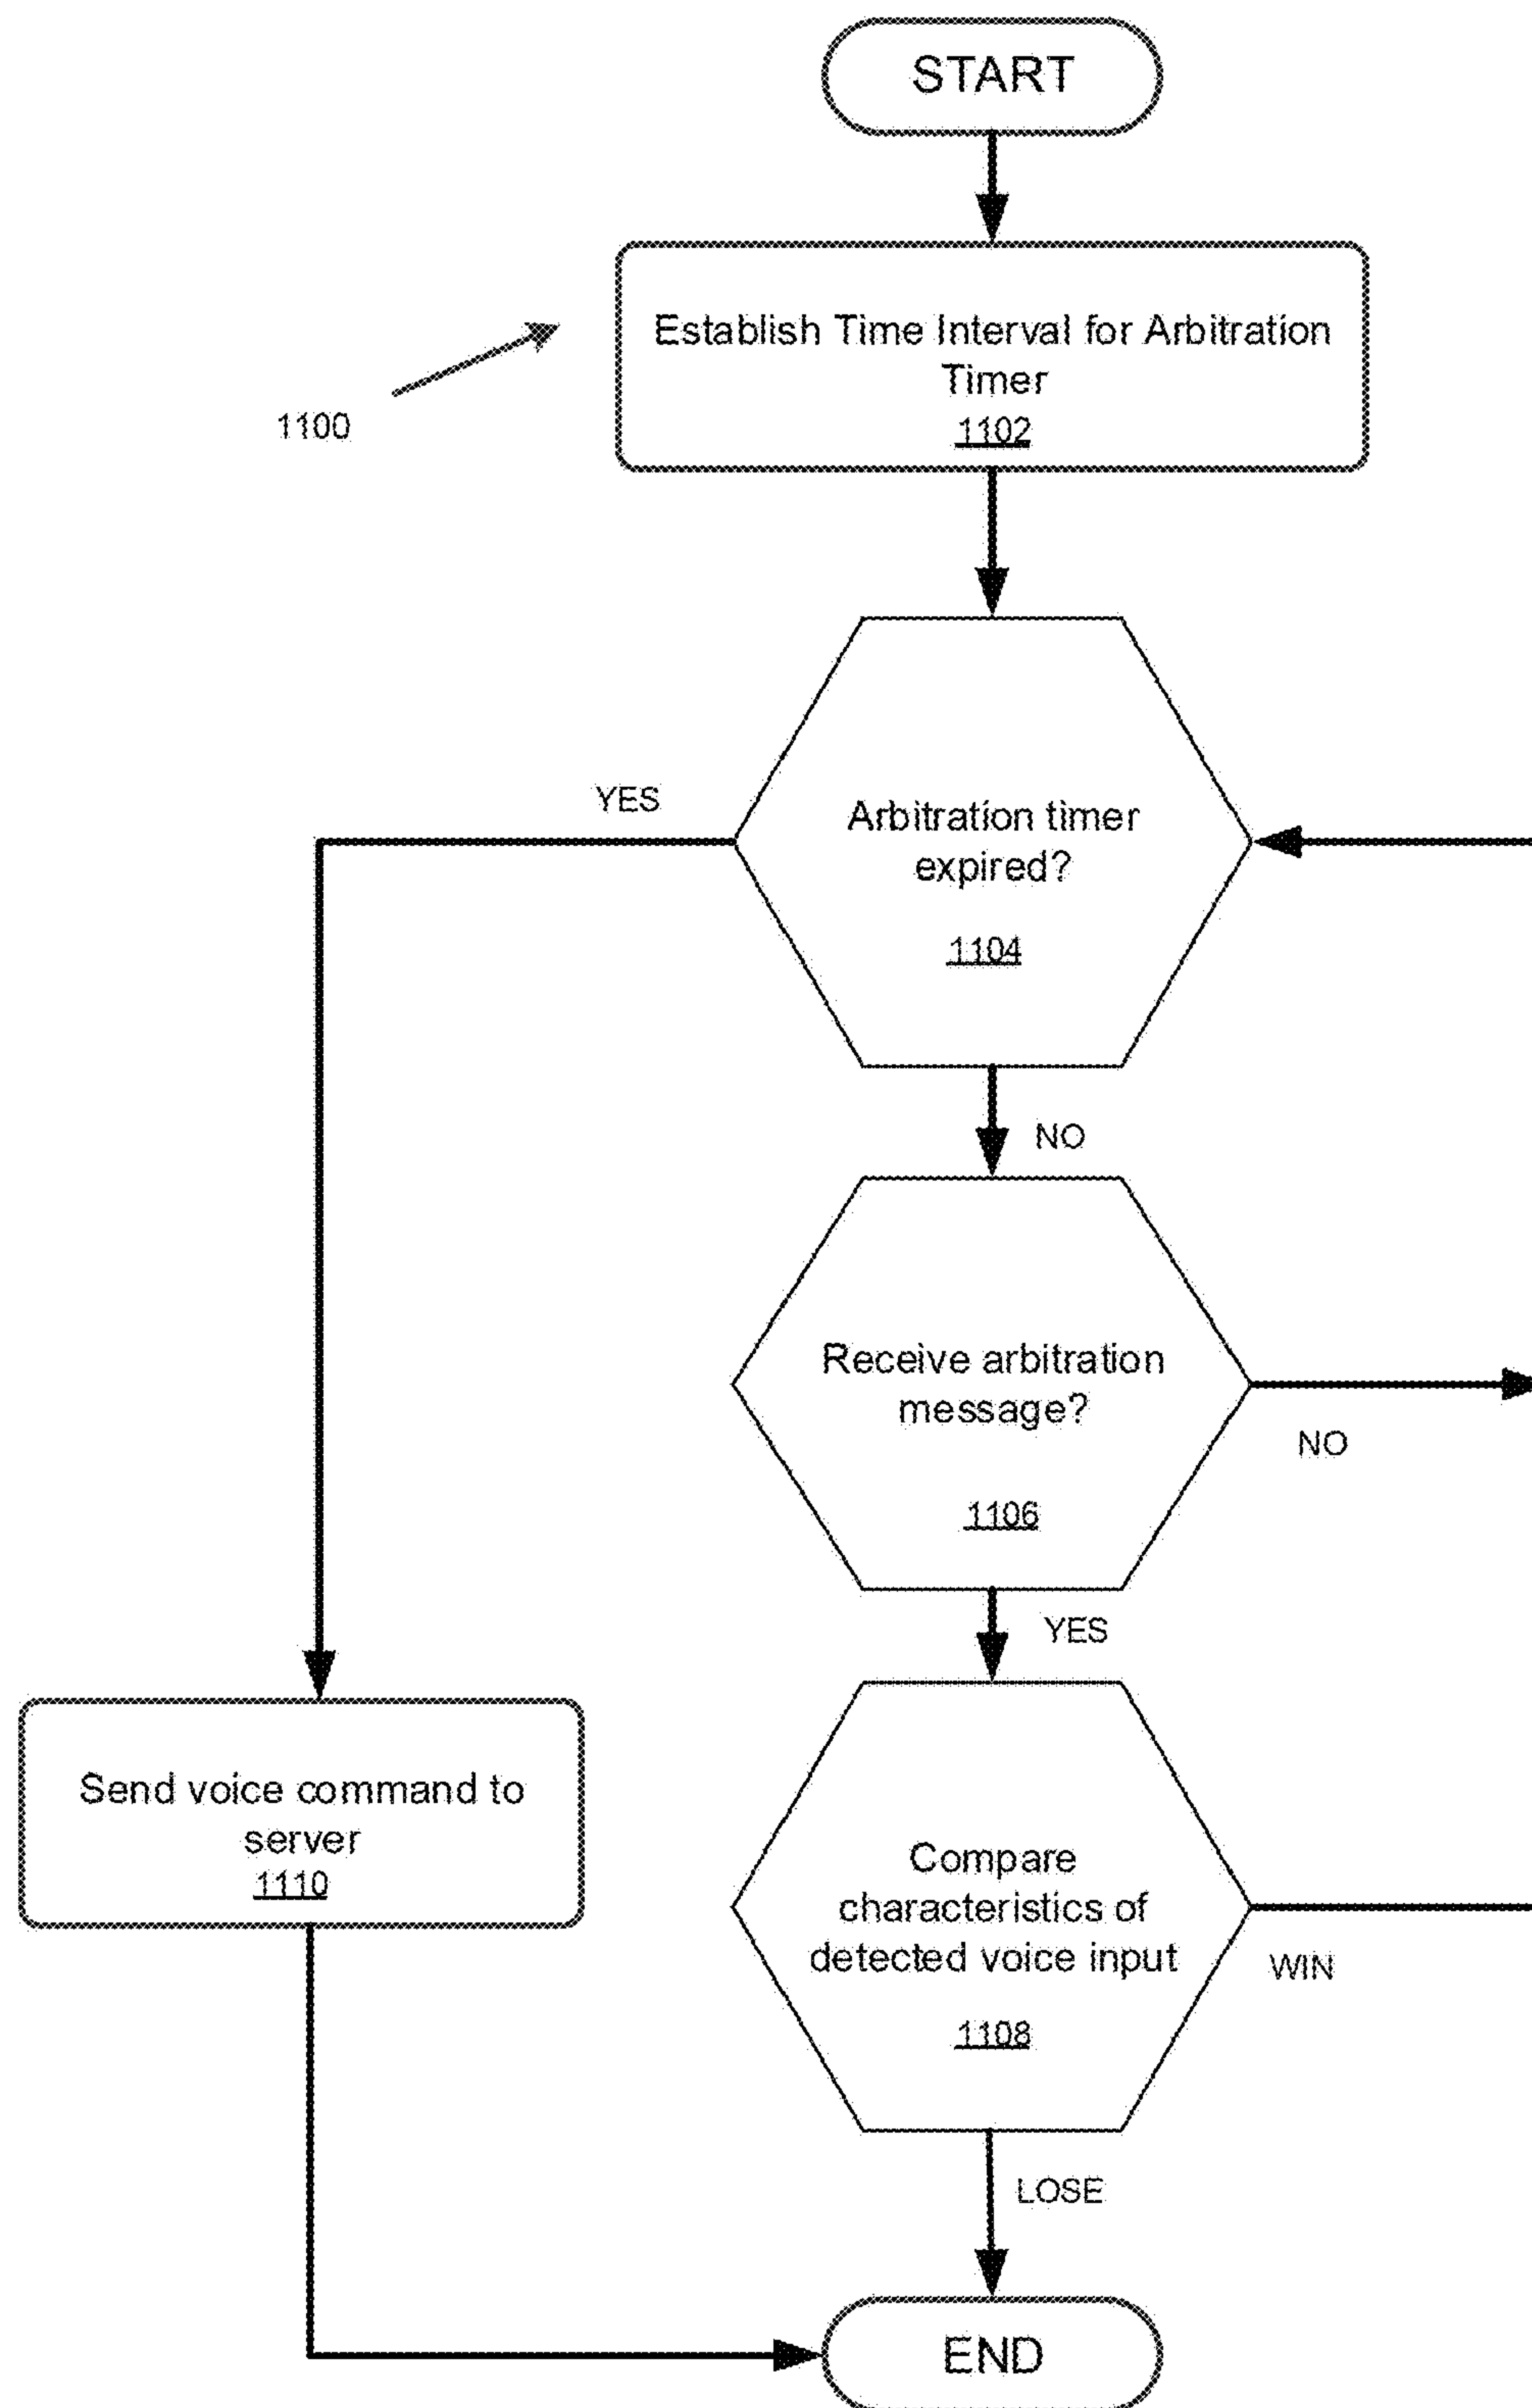 START
Establish Time Interval for Arbitration
Timer
1102
1100
YES
Arbitration timer
expired?
1104
NO
Receive arbitration
message?
1106
NO
YES
Send voice command to
server
1110
Compare
characteristics of
detected voice input
1108
WIN
LOSE
END